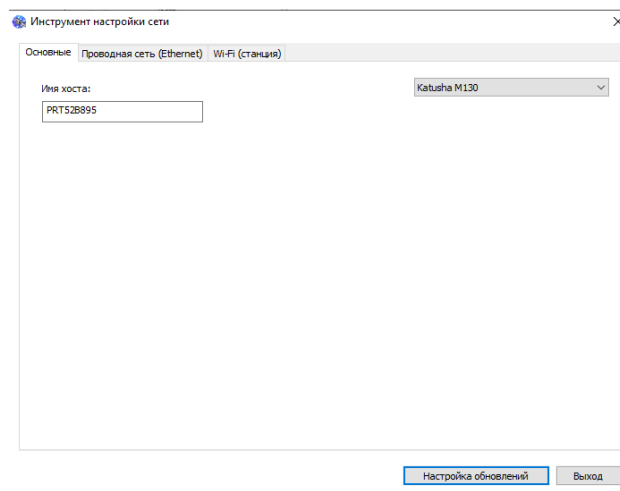 Инструмент настройки сети
Основные Проводная сеть (Ethernet) Wi-Fi (станция)
Имя хоста: Katusha M130
PRT52B895
Настройка обновлений Выход